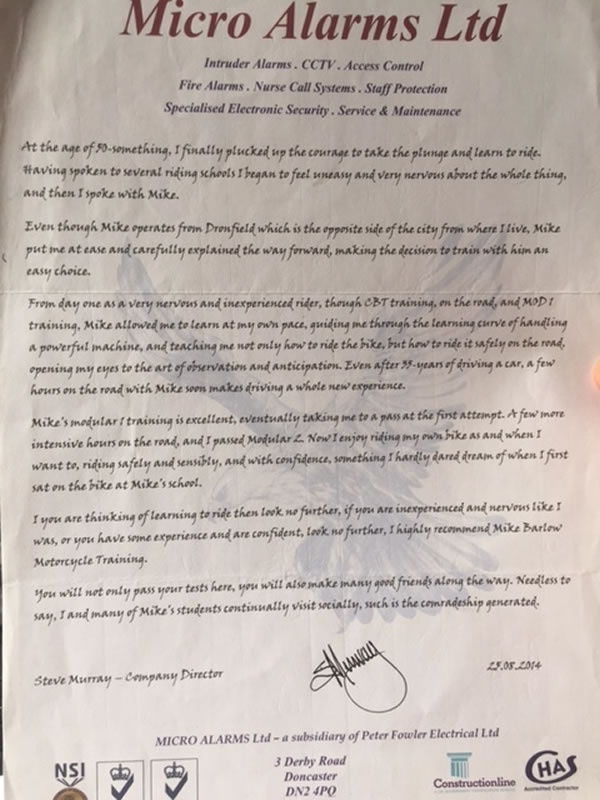 Micro Alarms Ltd
Intruder Alarms . CCTV . Access Control
Fire Alarms . Nurse Call Systems . Staff Protection
Specialised Electronic Security . Service & Maintenance
At the age of 50-something, I finally plucked up the courage to take the plunge and learn to ride.
Having spoken to several riding schools I began to feel uneasy and very nervous about the whole thing,
and then I spoke with Mike.
Even though Mike operates from Dronfield which is the opposite side of the city from where I live, Mike
put me at ease and carefully explained the way forward, making the decision to train with him an
easy choice.
From day one as a very nervous and inexperienced rider, though CBT training, on the road, and MOD 1
training, Mike allowed me to learn at my own pace, guiding me through the learning curve of handling
a powerful machine, and teaching me not only how to ride the bike, but how to ride it safely on the road,
opening my eyes to the art of observation and anticipation. Even after 35-years of driving a car, a few
hours on the road with Mike soon makes driving a whole new experience.
Mike's modular 1 training is excellent, eventually taking me to a pass at the first attempt. A few more
intensive hours on the road, and I passed Modular 2. Now I enjoy riding my own bike as and when I
want to, riding safely and sensibly, and with confidence, something I hardly dared dream of when I first
sat on the bike at Mike's school.
I you are thinking of learning to ride then look no further, if you are inexperienced and nervous like I
was, or you have some experience and are confident, look no further, I highly recommend Mike Barlow
Motorcycle Training.
You will not only pass your tests here, you will also make many good friends along the way. Needless to
say, I and many of Mike's students continually visit socially, such is the comradeship generated.
Steve Murray – Company Director
SMurray
25.08.2014
MICRO ALARMS Ltd – a subsidiary of Peter Fowler Electrical Ltd
3 Derby Road
Doncaster
DN2 4PQ
NSI
Constructionline
CHAS
Accredited Contractor